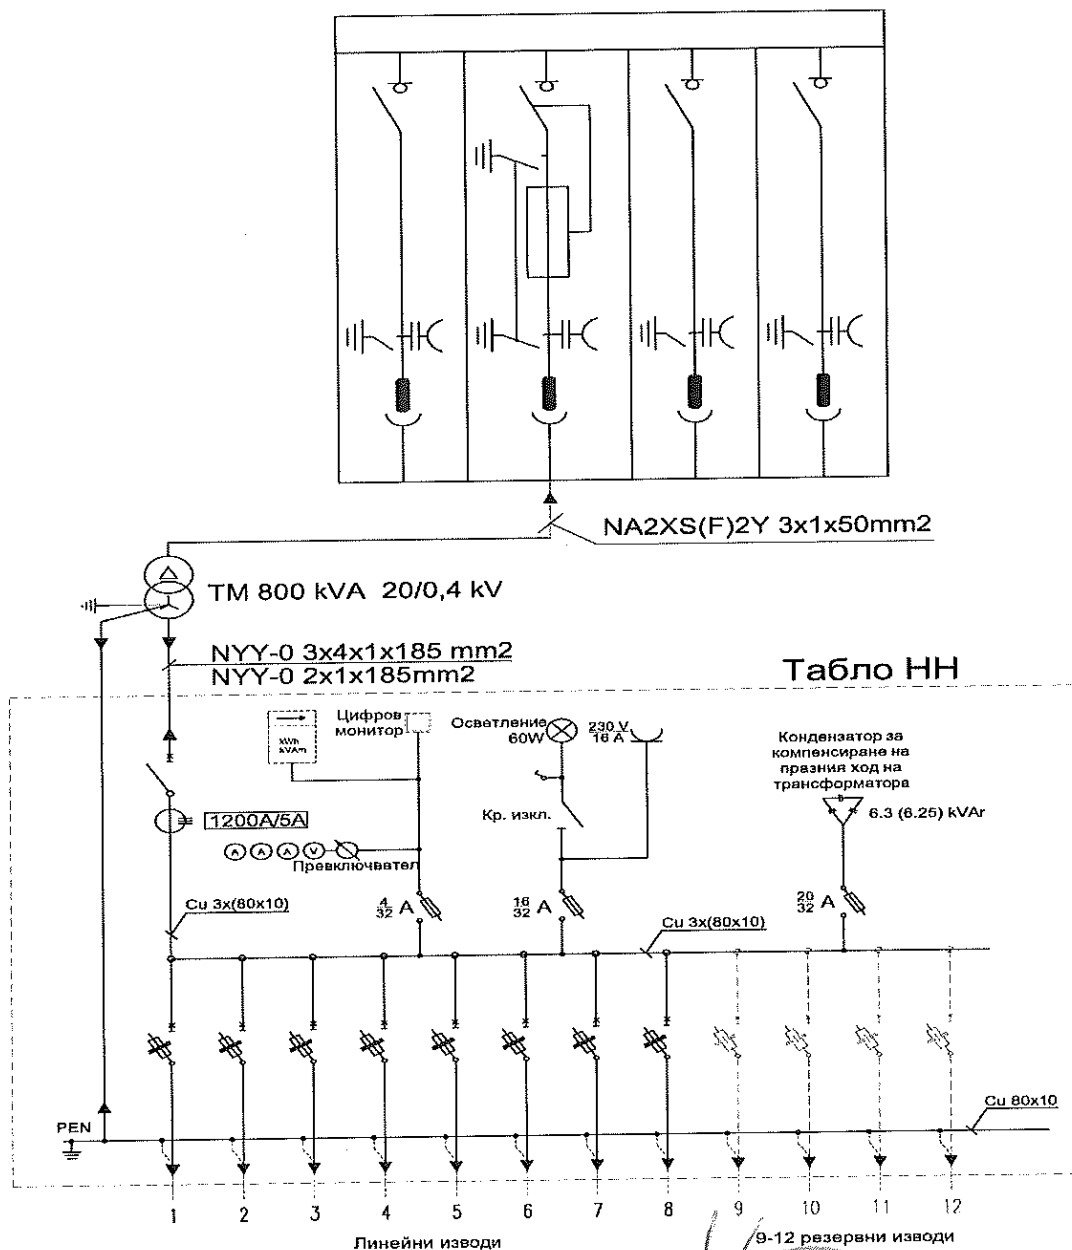 NA2XS(F)2Y 3x1x50mm2
TM 800 kVA 20/0,4 kV
NYY-0 3x4x1x185 mm2
NYY-0 2x1x185mm2
Табло НН
kWh
kVArh
Цифров
монитор
Осветление
60W
230 V
16 A
Кондензатор за
компенсиране на
празния ход на
трансформатора
6.3 (6.25) kVAr
Кр. изкл.
1200A/5A
A A A V
Превключвател
Cu 3x(80x10)
4
32 A
16
32 A
20
32 A
Cu 3x(80x10)
Cu 80x10
PEN
1 2 3 4 5 6 7 8 9 10 11 12
Линейни изводи
9-12 резервни изводи